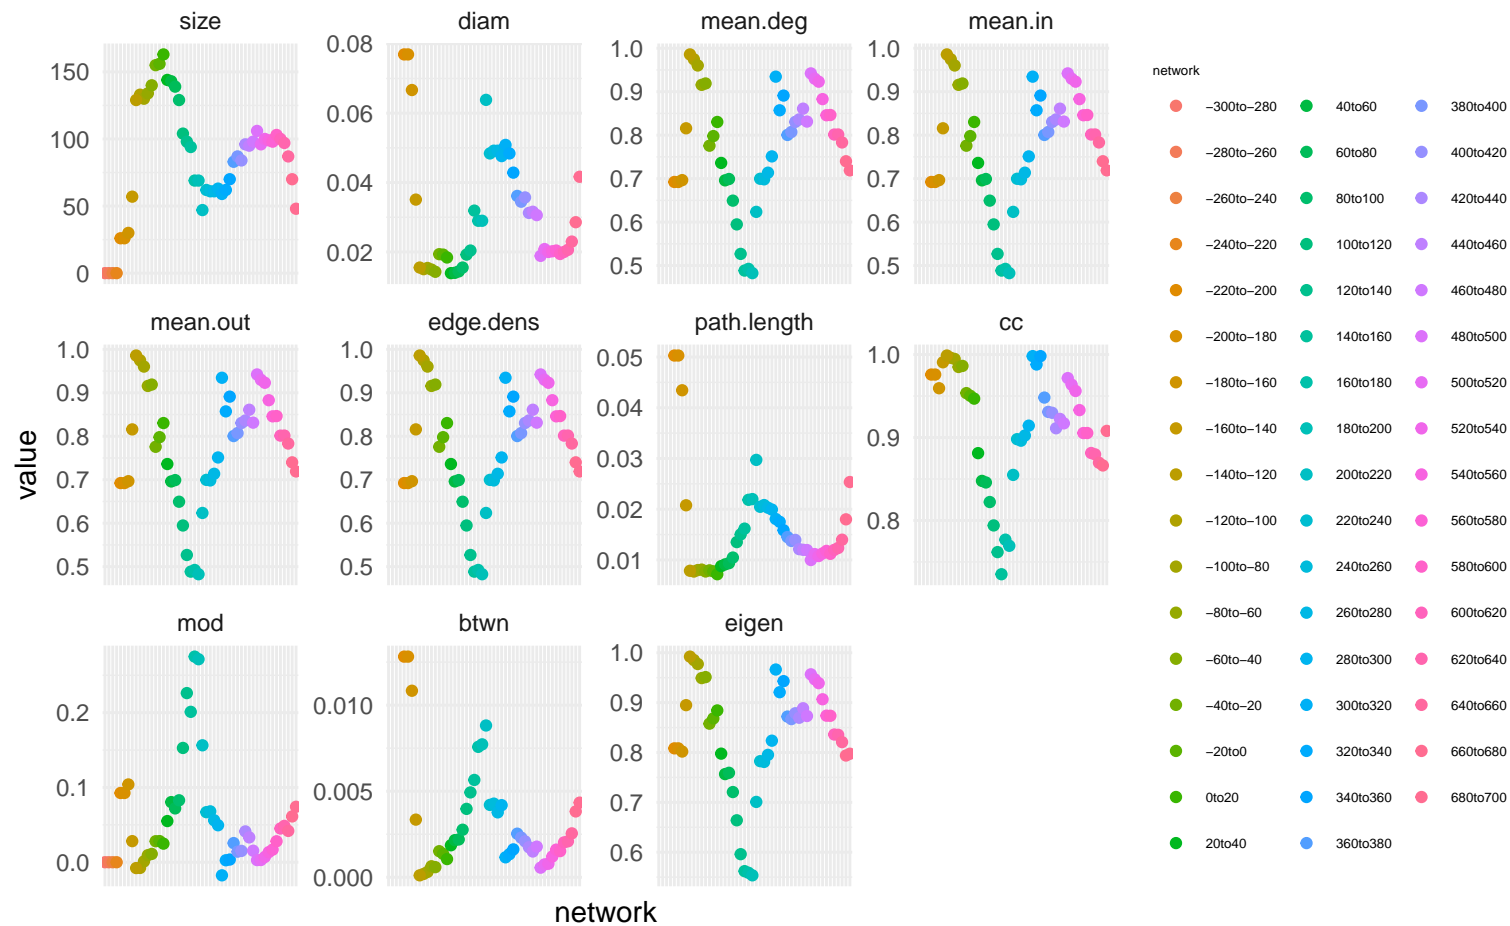 size diam mean.deg mean.in
150
100
50
0
0.08
0.06
0.04
0.02
1.0
0.9
0.8
0.7
0.6
0.5
1.0
0.9
0.8
0.7
0.6
0.5
mean.out edge.dens path.length cc
1.0
0.9
0.8
0.7
0.6
0.5
1.0
0.9
0.8
0.7
0.6
0.5
0.05
0.04
0.03
0.02
0.01
1.0
0.9
0.8
mod btwn eigen
0.2
0.1
0.0
0.010
0.005
0.000
1.0
0.9
0.8
0.7
0.6
value
network
network
−300to−280
−280to−260
−260to−240
−240to−220
−220to−200
−200to−180
−180to−160
−160to−140
−140to−120
−120to−100
−100to−80
−80to−60
−60to−40
−40to−20
−20to0
0to20
20to40
40to60
60to80
80to100
100to120
120to140
140to160
160to180
180to200
200to220
220to240
240to260
260to280
280to300
300to320
320to340
340to360
360to380
380to400
400to420
420to440
440to460
460to480
480to500
500to520
520to540
540to560
560to580
580to600
600to620
620to640
640to660
660to680
680to700